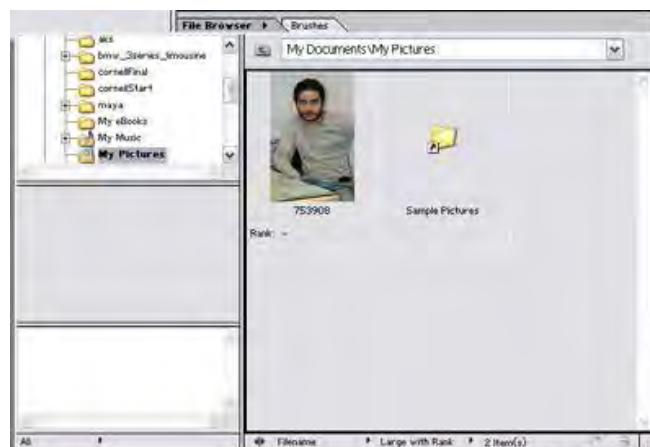 File Browser
Brushes
aks
bmw_3series_limousine
cornellFinal
cornellStart
maya
My eBooks
My Music
My Pictures
My Documents\My Pictures
753908
Sample Pictures
Rank: -
All
Filename
Large with Rank
2 Item(s)